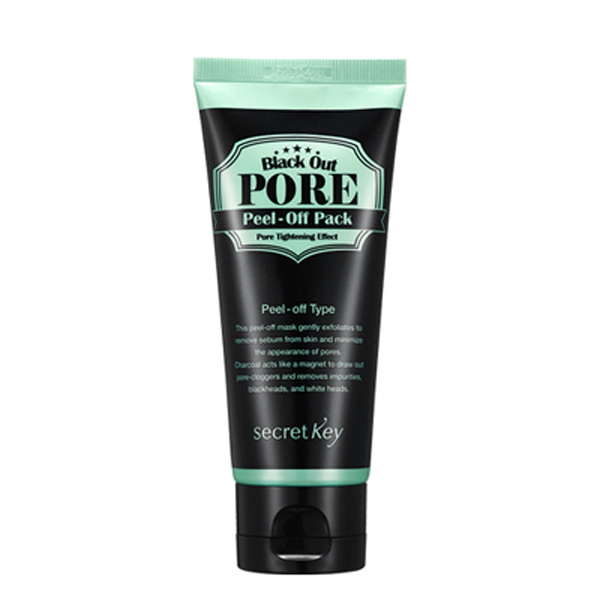 Black Out
PORE
Peel-Off Pack
Pore Tightening Effect
Peel-off Type
This peel-off mask gently exfoliates to
remove sebum from skin and minimize
the appearance of pores.
Charcoal acts like a magnet to draw out
pore-cloggers and removes impurities,
blackheads, and white heads.
secret Key